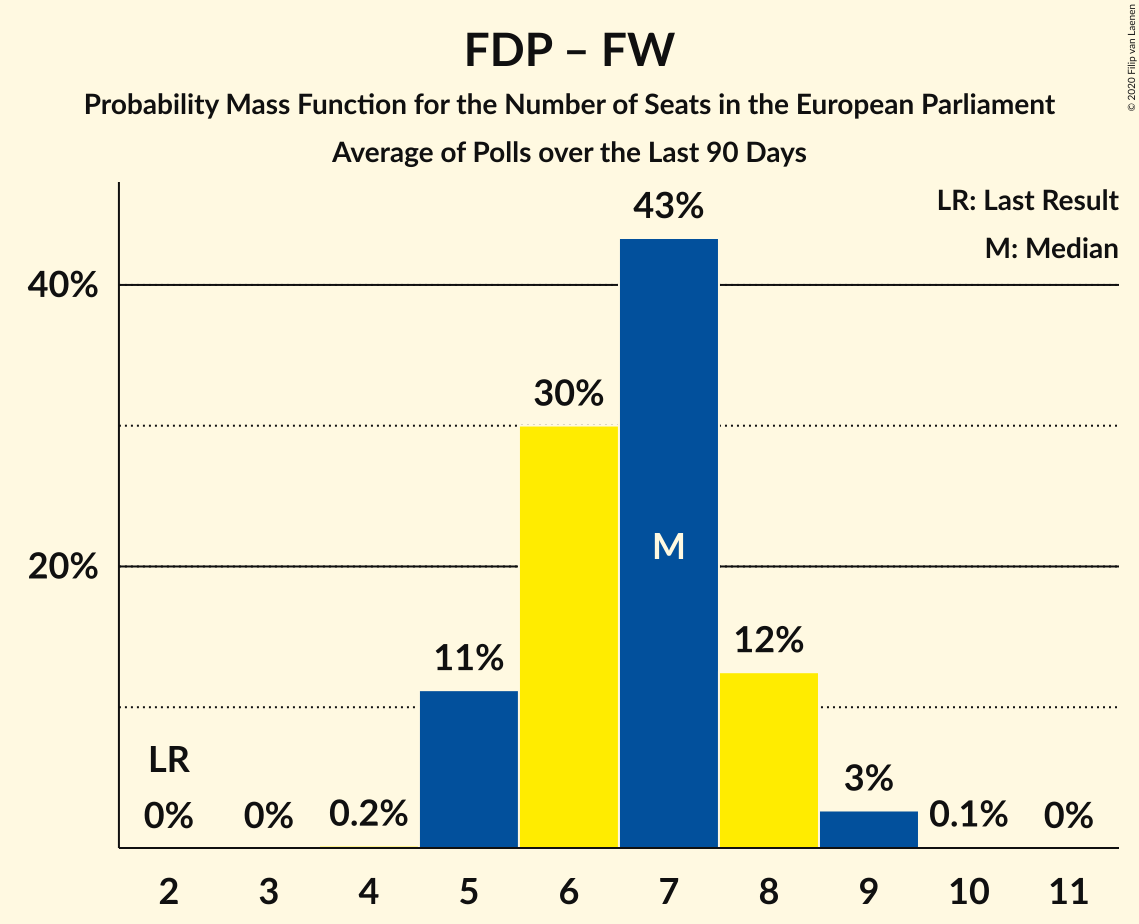 FDP – FW
Probability Mass Function for the Number of Seats in the European Parliament
Average of Polls over the Last 90 Days
© 2020 Filip van Laenen
LR: Last Result
M: Median
43%
40%
30%
M
20%
12%
11%
LR
3%
0%
0%
0.2%
0.1%
0%
2
3
4
5
6
7
8
9
10
11